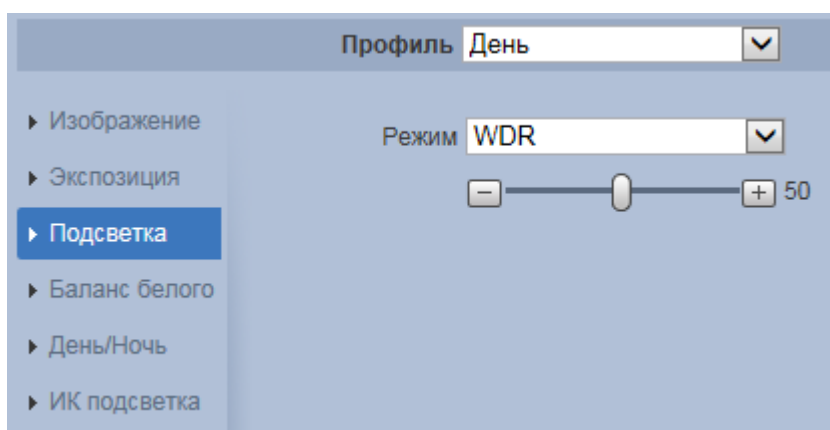 Профиль День
Изображение
Режим WDR
Экспозиция
50
Подсветка
Баланс белого
День/Ночь
ИК подсветка